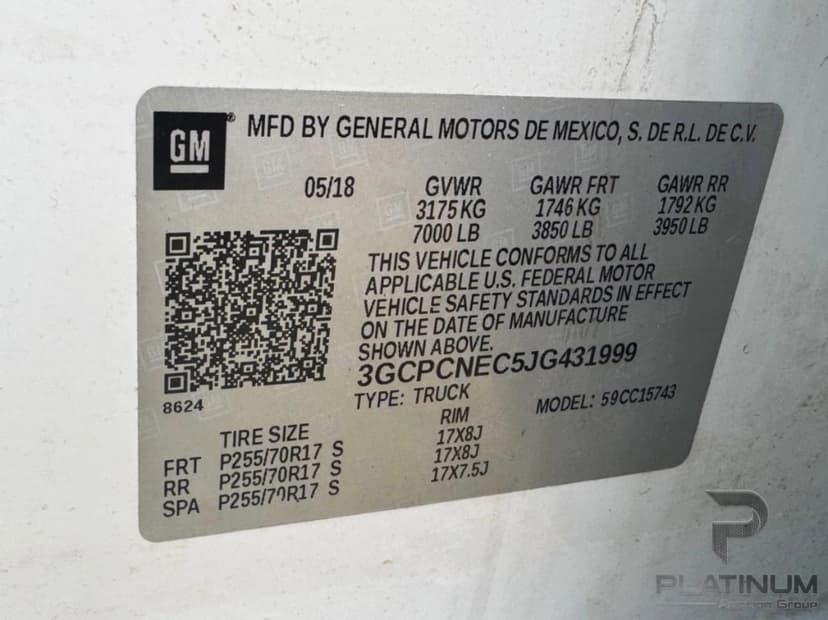 GM® MFD BY GENERAL MOTORS DE MEXICO, S. DE R.L. DE C.V.
05/18 GVWR GAWR FRT GAWR RR
3175 KG 1746 KG 1792 KG
7000 LB 3850 LB 3950 LB
THIS VEHICLE CONFORMS TO ALL
APPLICABLE U.S. FEDERAL MOTOR
VEHICLE SAFETY STANDARDS IN EFFECT
ON THE DATE OF MANUFACTURE
SHOWN ABOVE.
3GCPCNEC5JG431999
8624
TYPE: TRUCK MODEL: 59CC15743
TIRE SIZE RIM
FRT P255/70R17 S 17X8J
RR P255/70R17 S 17X8J
SPA P255/70R17 S 17X7.5J
PLATINUM
Auction Group